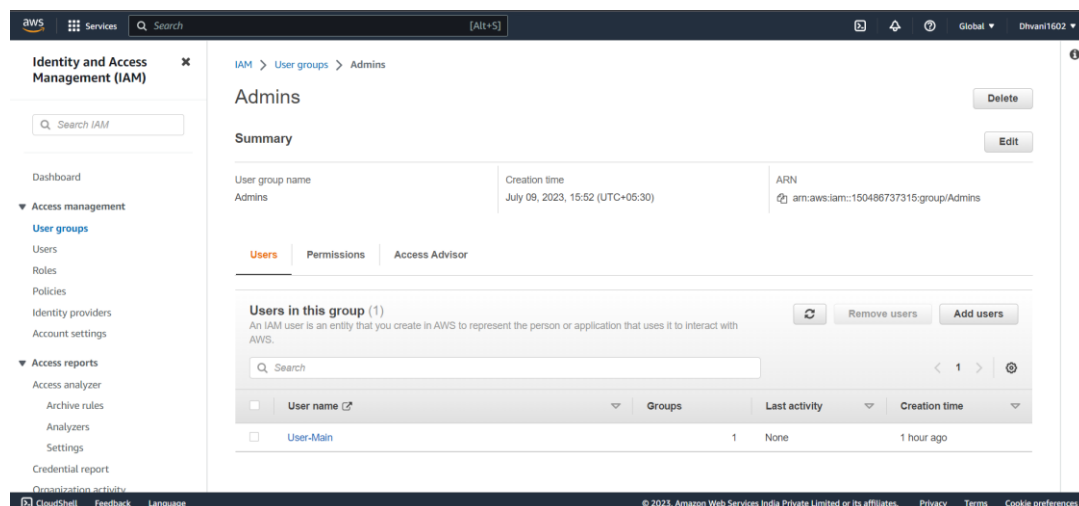 aws Services Search [Alt+S] Global Dhvani1602
Identity and Access
Management (IAM)
Search IAM
Dashboard
Access management
User groups
Users
Roles
Policies
Identity providers
Account settings
Access reports
Access analyzer
Archive rules
Analyzers
Settings
Credential report
Organization activity
IAM > User groups > Admins
Admins
Delete
Summary
Edit
User group name
Admins
Creation time
July 09, 2023, 15:52 (UTC+05:30)
ARN
arn:aws:iam::150486737315:group/Admins
Users Permissions Access Advisor
Users in this group (1)
An IAM user is an entity that you create in AWS to represent the person or application that uses it to interact with
AWS.
Remove users Add users
Search
< 1 >
User name Groups Last activity Creation time
User-Main 1 None 1 hour ago
CloudShell Feedback Language © 2023, Amazon Web Services India Private Limited or its affiliates. Privacy Terms Cookie preferences